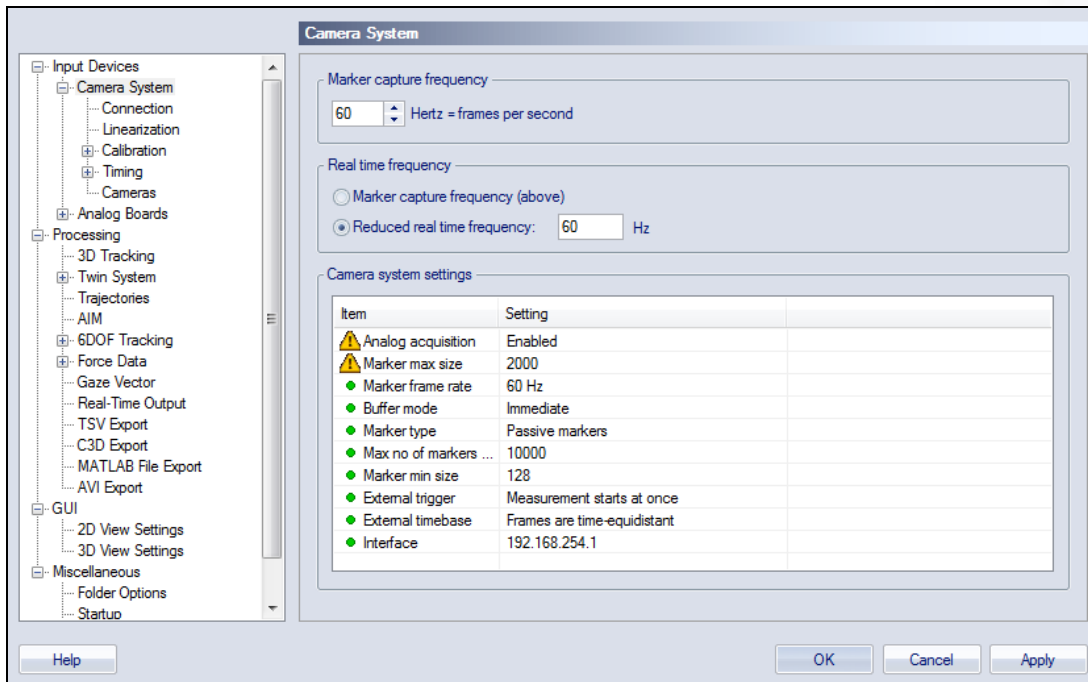 Camera System
Input Devices
Camera System
Connection
Linearization
Calibration
Timing
Cameras
Analog Boards
Processing
3D Tracking
Twin System
Trajectories
AIM
6DOF Tracking
Force Data
Gaze Vector
Real-Time Output
TSV Export
C3D Export
MATLAB File Export
AVI Export
GUI
2D View Settings
3D View Settings
Miscellaneous
Folder Options
Startup
Marker capture frequency
60 Hertz = frames per second
Real time frequency
Marker capture frequency (above)
Reduced real time frequency: 60 Hz
Camera system settings
Item Setting
Analog acquisition Enabled
Marker max size 2000
Marker frame rate 60 Hz
Buffer mode Immediate
Marker type Passive markers
Max no of markers ... 10000
Marker min size 128
External trigger Measurement starts at once
External timebase Frames are time-equidistant
Interface 192.168.254.1
Help OK Cancel Apply